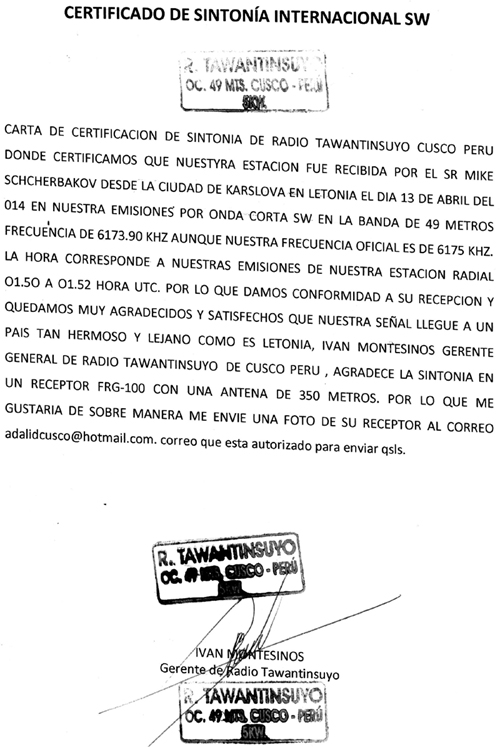 CERTIFICADO DE SINTONÍA INTERNACIONAL SW
R. TAWANTINSUYO
OC. 49 MTS. CUSCO - PERÚ
5KW
CARTA DE CERTIFICACION DE SINTONIA DE RADIO TAWANTINSUYO CUSCO PERU
DONDE CERTIFICAMOS QUE NUESTYRA ESTACION FUE RECIBIDA POR EL SR MIKE
SCHCHERBAKOV DESDE LA CIUDAD DE KARSLOVA EN LETONIA EL DIA 13 DE ABRIL DEL
014 EN NUESTRA EMISIONES POR ONDA CORTA SW EN LA BANDA DE 49 METROS
FRECUENCIA DE 6173.90 KHZ AUNQUE NUESTRA FRECUENCIA OFICIAL ES DE 6175 KHZ.
LA HORA CORRESPONDE A NUESTRAS EMISIONES DE NUESTRA ESTACION RADIAL
O1.5O A O1.52 HORA UTC. POR LO QUE DAMOS CONFORMIDAD A SU RECEPCION Y
QUEDAMOS MUY AGRADECIDOS Y SATISFECHOS QUE NUESTRA SEÑAL LLEGUE A UN
PAIS TAN HERMOSO Y LEJANO COMO ES LETONIA, IVAN MONTESINOS GERENTE
GENERAL DE RADIO TAWANTINSUYO DE CUSCO PERU , AGRADECE LA SINTONIA EN
UN RECEPTOR FRG-100 CON UNA ANTENA DE 350 METROS. POR LO QUE ME
GUSTARIA DE SOBRE MANERA ME ENVIE UNA FOTO DE SU RECEPTOR AL CORREO
adalidcusco@hotmail.com. correo que esta autorizado para enviar qsls.
R. TAWANTINSUYO
OC. 49 MTS. CUSCO - PERÚ
5KW
IVAN MONTESINOS
Gerente de Radio Tawantinsuyo
R. TAWANTINSUYO
OC. 49 MTS. CUSCO - PERÚ
5KW